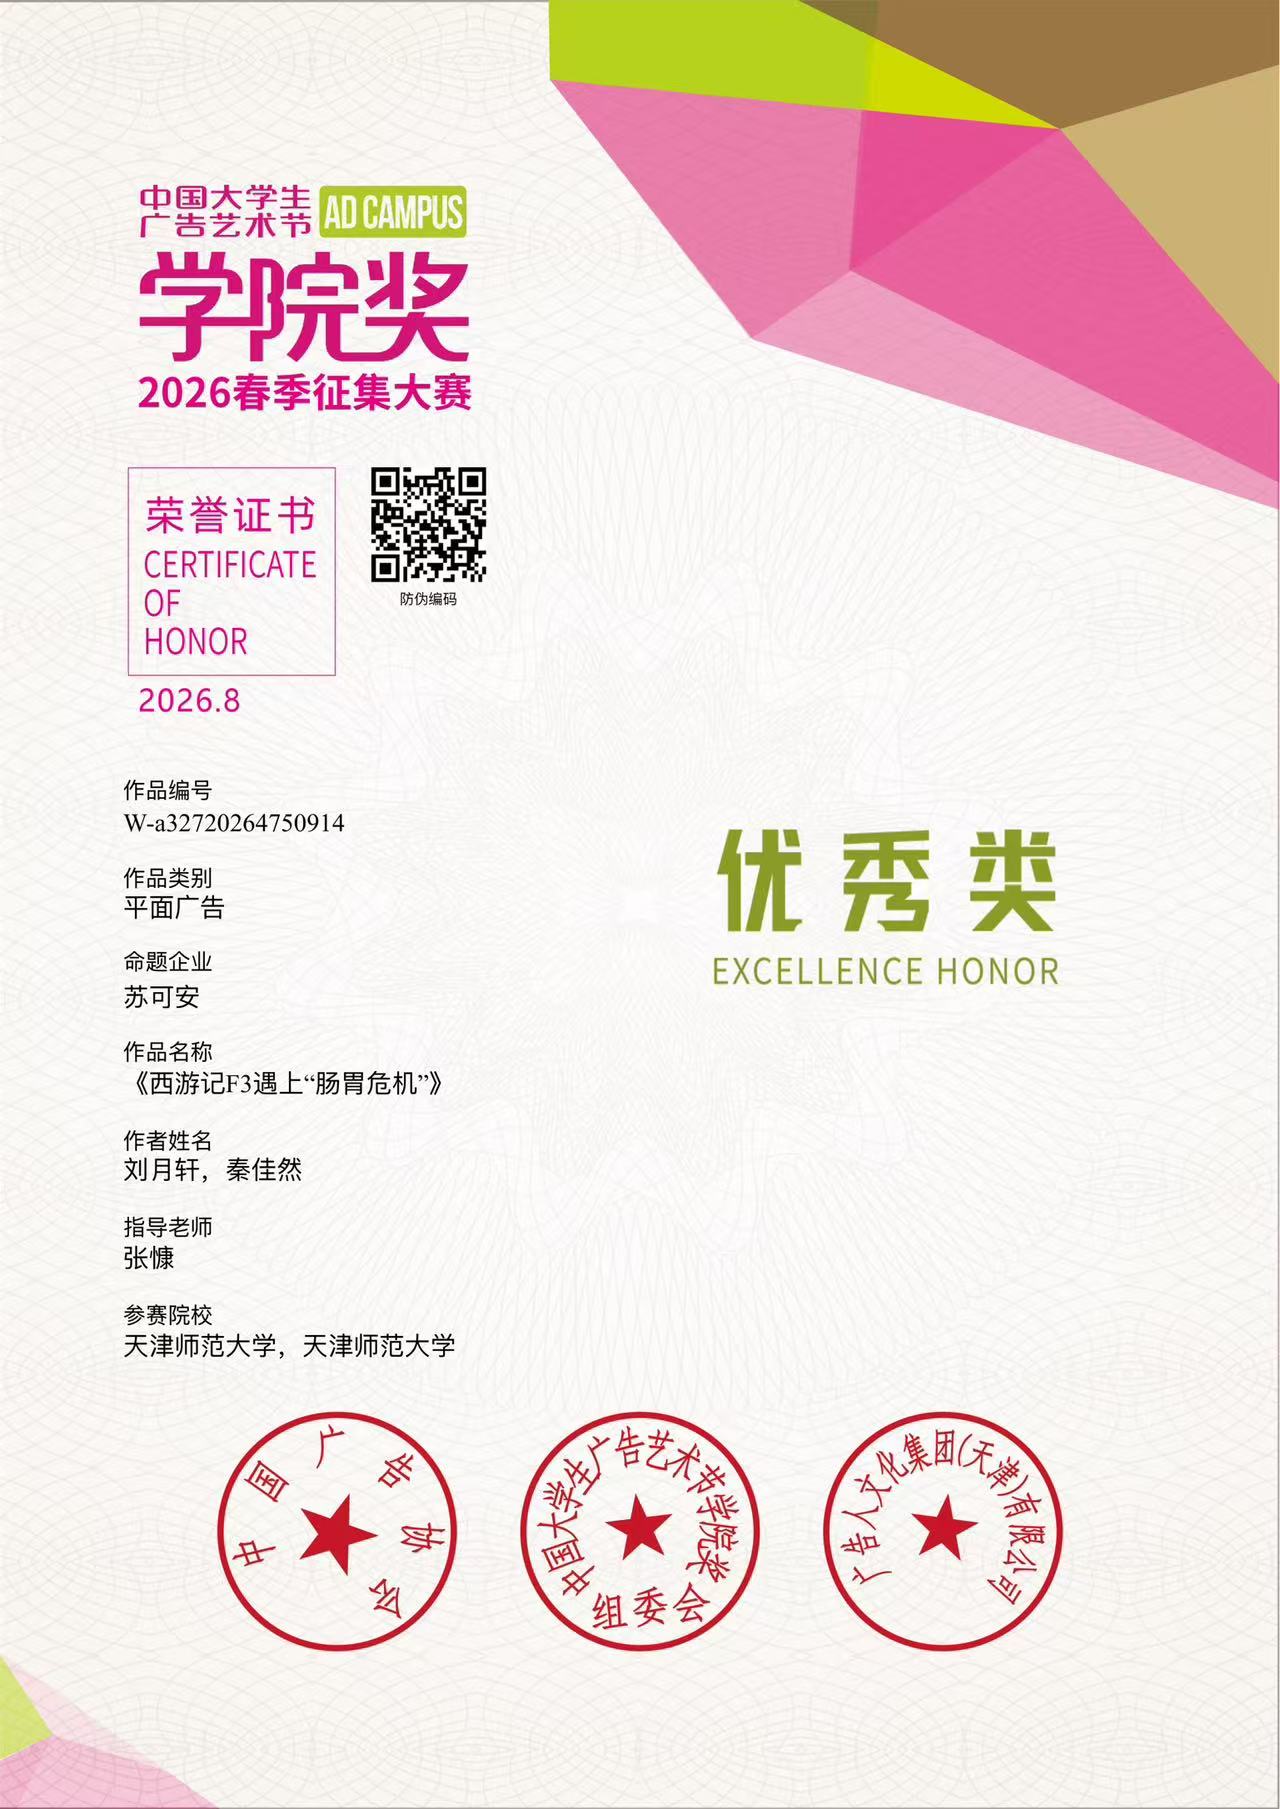 中国大学生
广告艺术节
AD CAMPUS
学院奖
2026春季征集大赛
荣誉证书
CERTIFICATE
OF
HONOR
防伪编码
2026.8
作品编号
W-a32720264750914
作品类别
平面广告
命题企业
苏可安
作品名称
《西游记F3遇上“肠胃危机”》
作者姓名
刘月轩，秦佳然
指导老师
张慷
参赛院校
天津师范大学，天津师范大学
优秀类
EXCELLENCE HONOR
中国广告协会
中国大学生广告艺术节学院奖
组委会
广告人文化集团(天津)有限公司